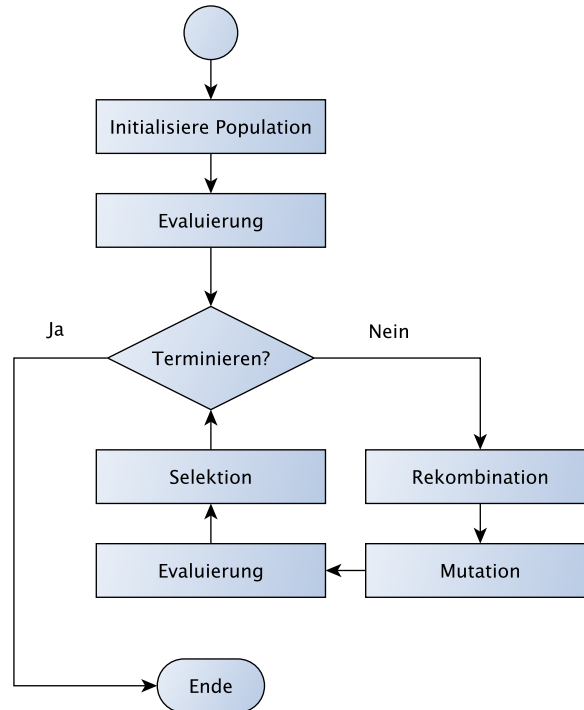 Initialisiere Population
Evaluierung
Ja
Terminieren?
Nein
Selektion
Rekombination
Evaluierung
Mutation
Ende